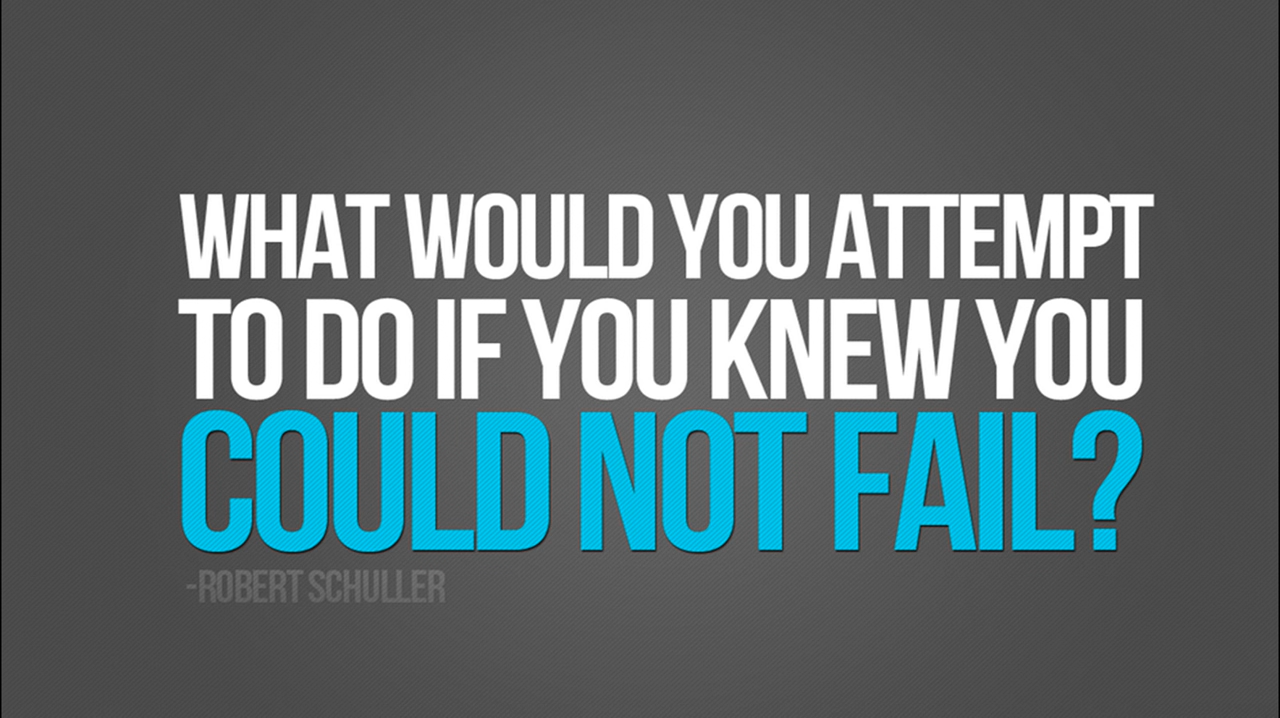 WHAT WOULD YOU ATTEMPT
TO DO IF YOU KNEW YOU
COULD NOT FAIL?
-ROBERT SCHULLER